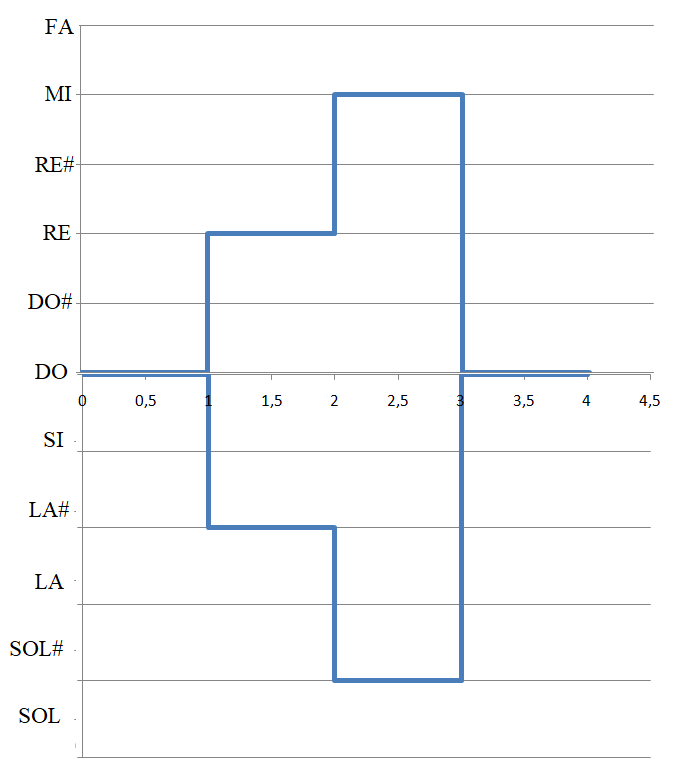 FA
MI
RE#
RE
DO#
DO
0 0,5 1 1,5 2 2,5 3 3,5 4 4,5
SI
LA#
LA
SOL#
SOL